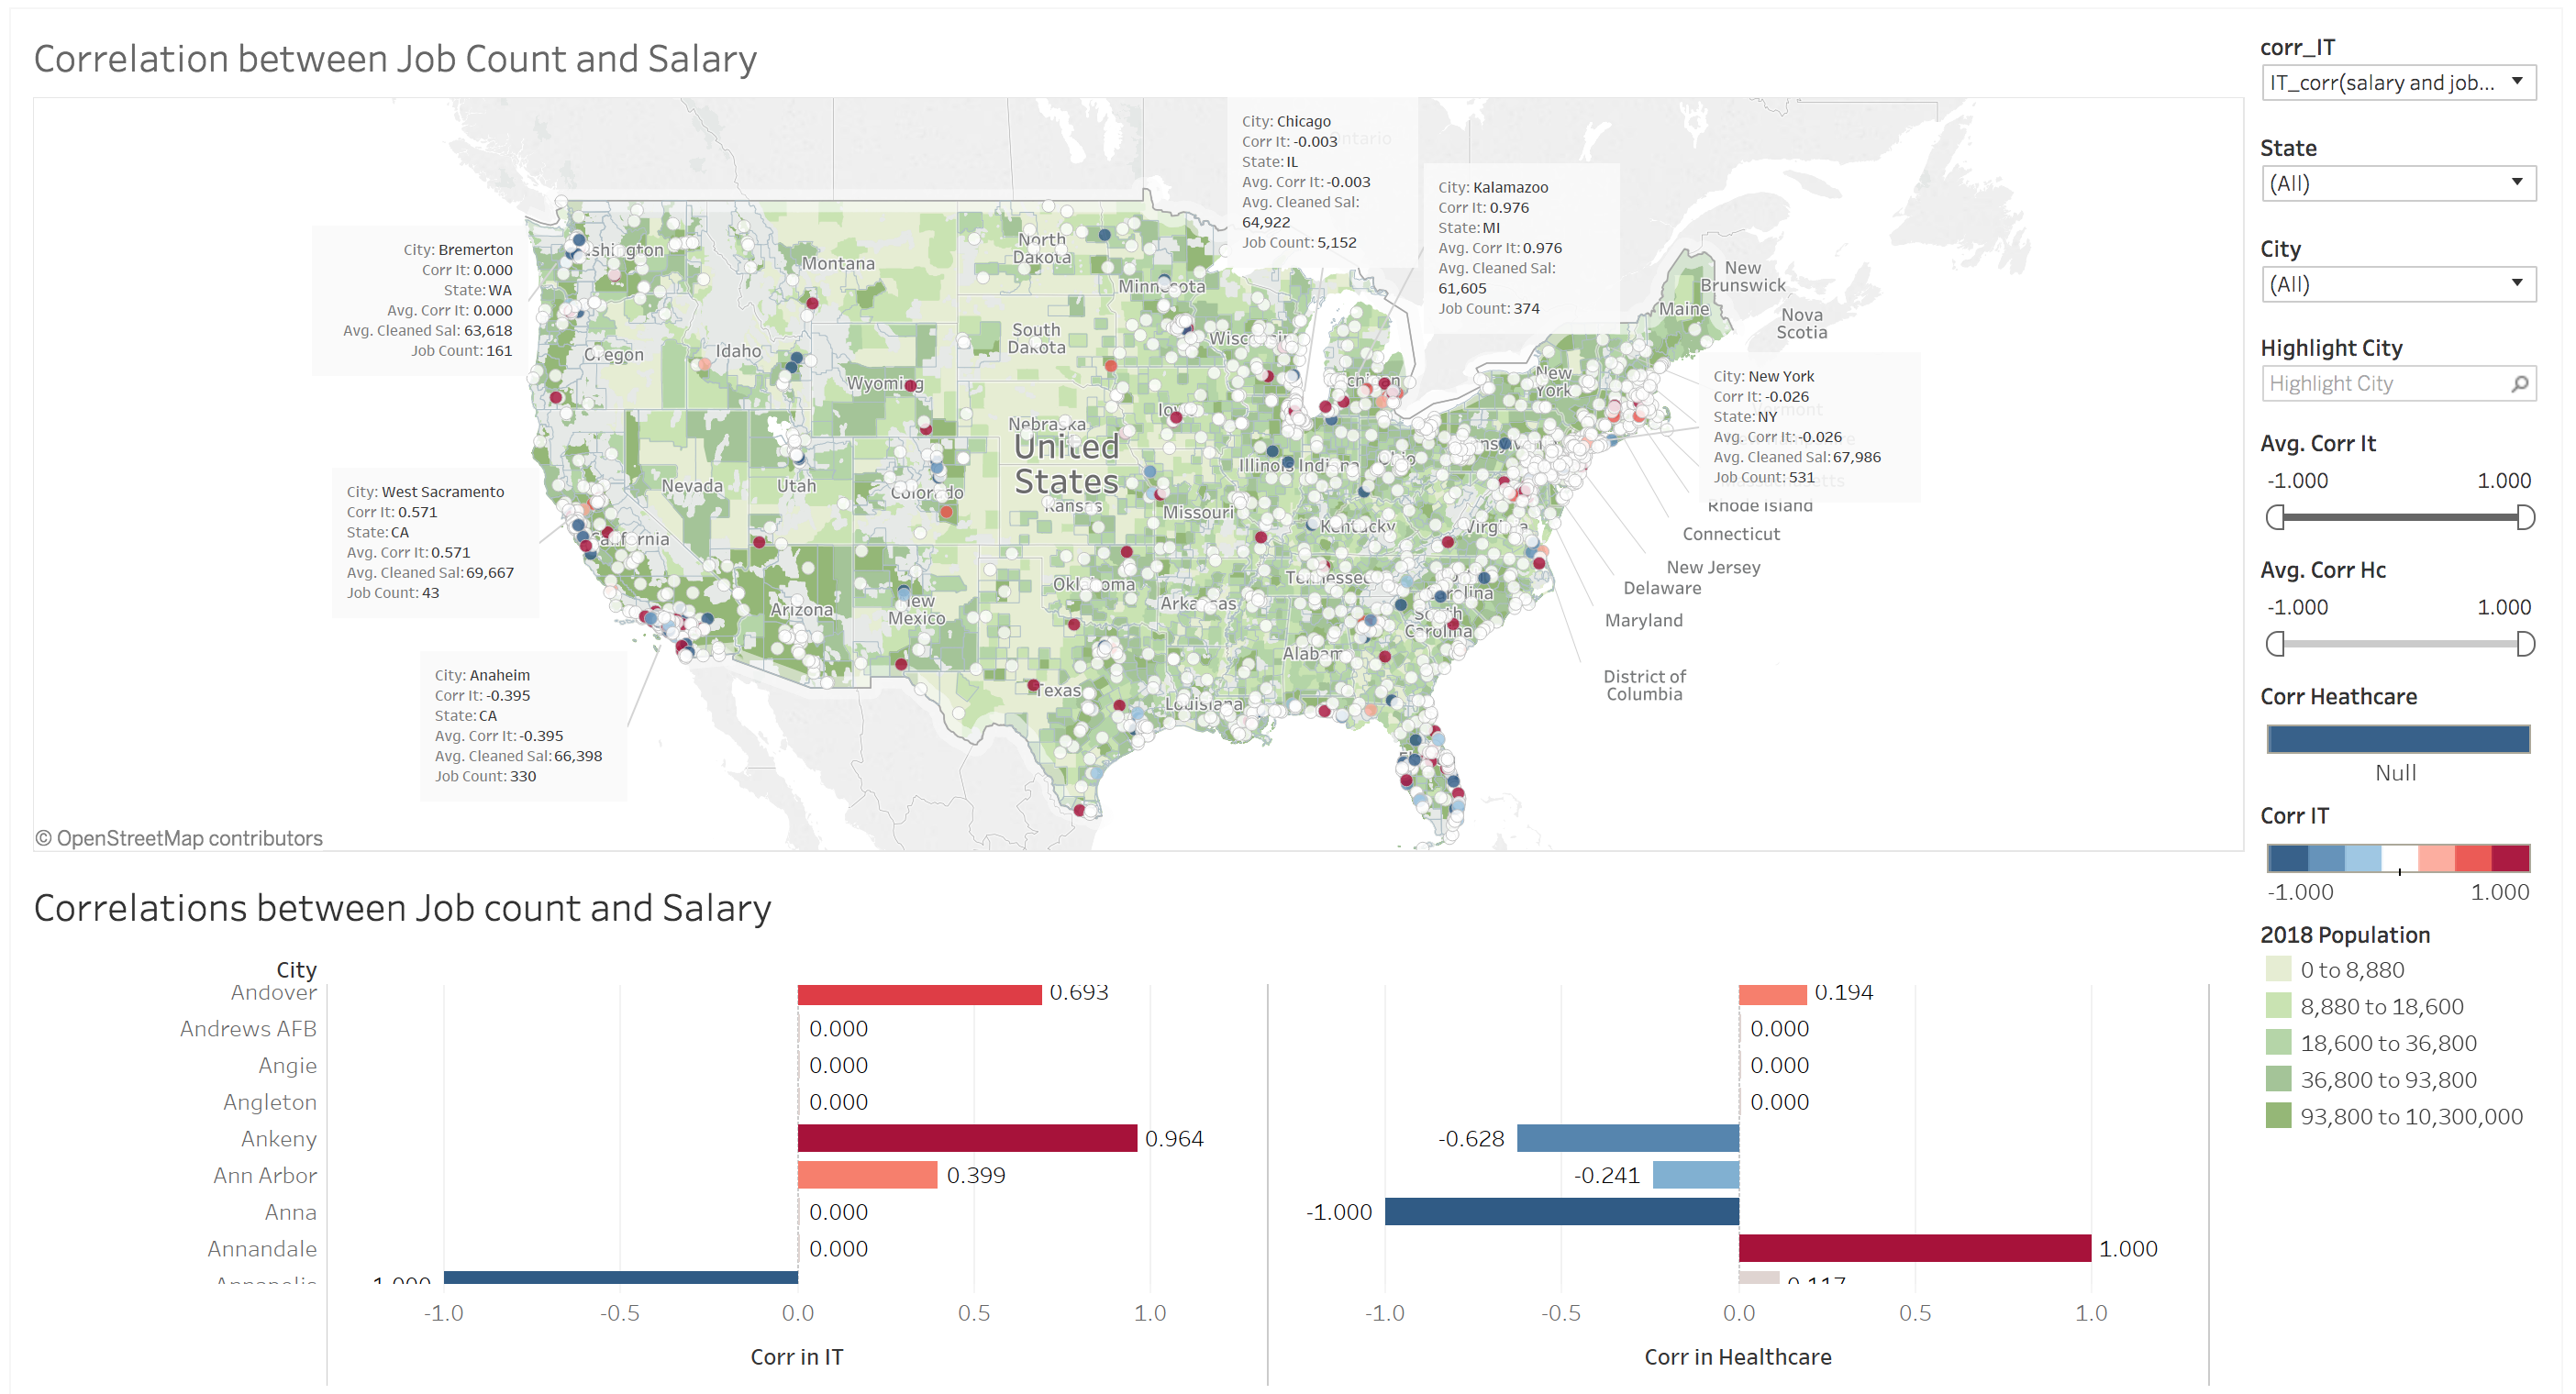 Correlation between Job Count and Salary
City: Chicago
Corr It: -0.003
State: IL
Avg. Corr It: -0.003
Avg. Cleaned Sal:
64,922
Job Count: 5,152
Ontario
City: Kalamazoo
Corr It: 0.976
State: MI
Avg. Corr It: 0.976
Avg. Cleaned Sal:
61,605
Job Count: 374
City: Bremerton
Corr It: 0.000
State: WA
Avg. Corr It: 0.000
Avg. Cleaned Sal: 63,618
Job Count: 161
City: New York
Corr It: -0.026
State: NY
Avg. Corr It: -0.026
Avg. Cleaned Sal: 67,986
Job Count: 531
City: West Sacramento
Corr It: 0.571
State: CA
Avg. Corr It: 0.571
Avg. Cleaned Sal: 69,667
Job Count: 43
City: Anaheim
Corr It: -0.395
State: CA
Avg. Corr It: -0.395
Avg. Cleaned Sal: 66,398
Job Count: 330
Montana
North
Dakota
Minnesota
South
Dakota
Oregon
Idaho
Wyoming
Nebraska
United
States
Nevada
Utah
Colorado
Kansas
Missouri
Illinois
Indiana
Ohio
Kentucky
Virginia
California
Arizona
New
Mexico
Oklahoma
Arkansas
Tennessee
South
Carolina
Alabama
Texas
Louisiana
New
York
Maine
New
Brunswick
Nova
Scotia
Rhode Island
Connecticut
New Jersey
Delaware
Maryland
District of
Columbia
© OpenStreetMap contributors
corr_IT
IT_corr(salary and job...
State
(All)
City
(All)
Highlight City
Highlight City
Avg. Corr It
-1.000 1.000
Avg. Corr Hc
-1.000 1.000
Corr Heathcare
Null
Corr IT
-1.000 1.000
2018 Population
0 to 8,880
8,880 to 18,600
18,600 to 36,800
36,800 to 93,800
93,800 to 10,300,000
Correlations between Job count and Salary
City
Andover 0.693 0.194
Andrews AFB 0.000 0.000
Angie 0.000 0.000
Angleton 0.000 0.000
Ankeny 0.964 -0.628
Ann Arbor 0.399 -0.241
Anna 0.000 -1.000
Annandale 0.000 1.000
Annapolis -1.000 0.117
-1.0 -0.5 0.0 0.5 1.0 -1.0 -0.5 0.0 0.5 1.0
Corr in IT Corr in Healthcare